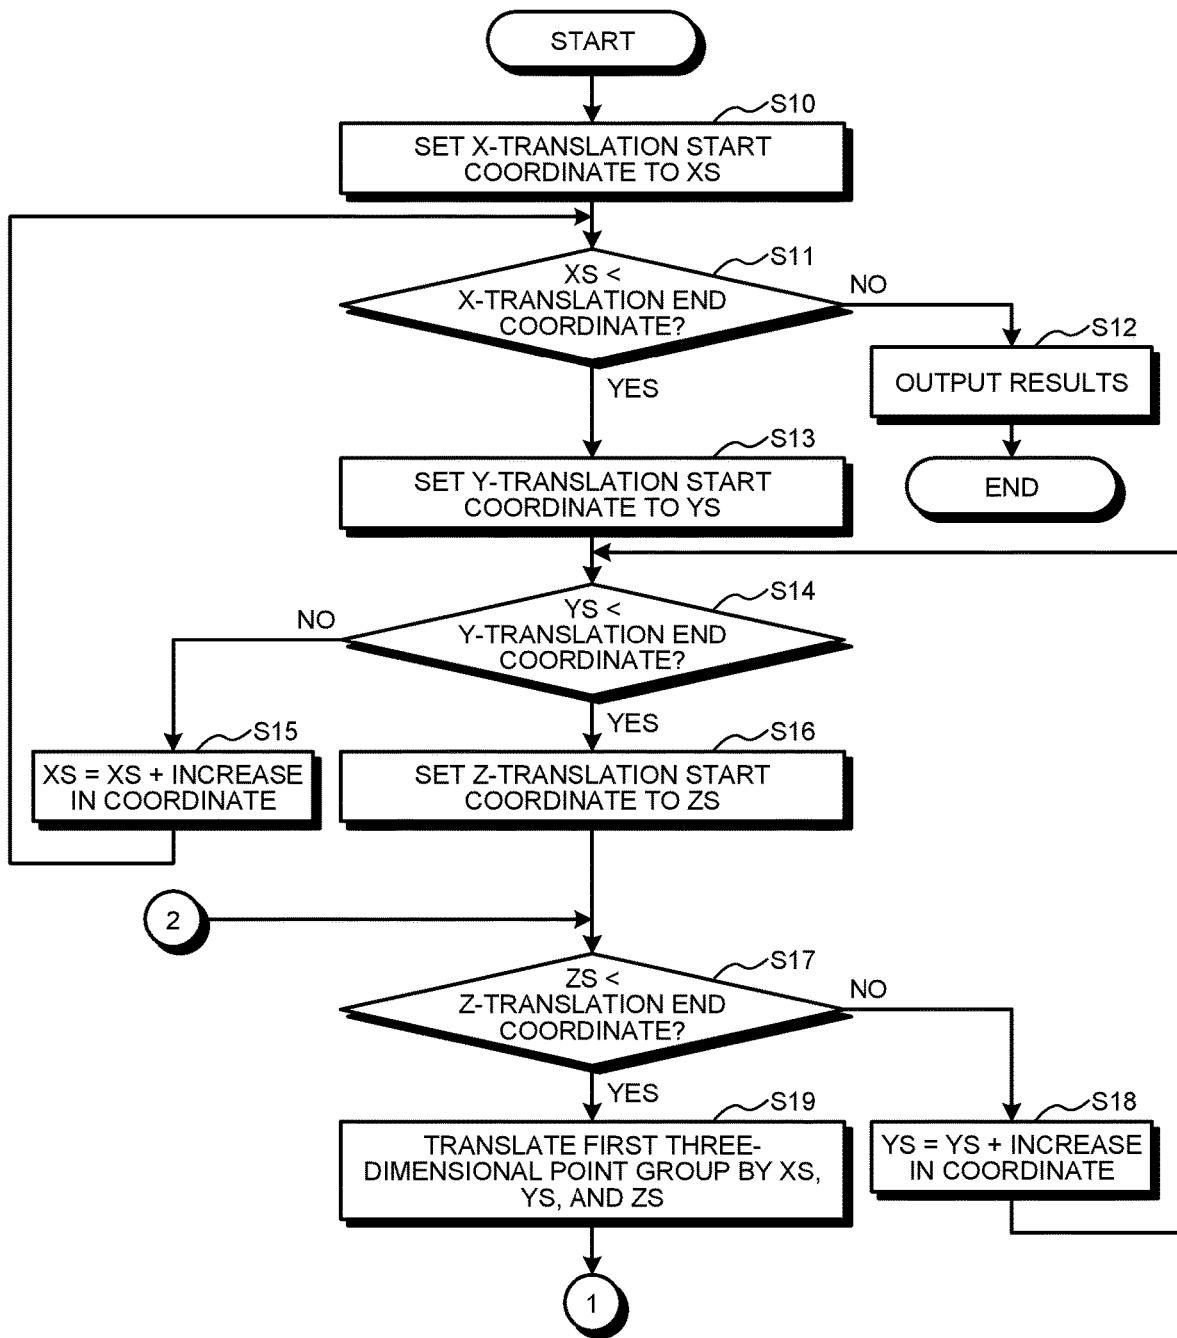 START
S10
SET X-TRANSLATION START
COORDINATE TO XS
S11
XS <
X-TRANSLATION END
COORDINATE?
NO
S12
OUTPUT RESULTS
YES
END
S13
SET Y-TRANSLATION START
COORDINATE TO YS
S14
YS <
Y-TRANSLATION END
COORDINATE?
NO
YES
S15
XS = XS + INCREASE
IN COORDINATE
S16
SET Z-TRANSLATION START
COORDINATE TO ZS
2
S17
ZS <
Z-TRANSLATION END
COORDINATE?
NO
YES
S18
YS = YS + INCREASE
IN COORDINATE
S19
TRANSLATE FIRST THREE-
DIMENSIONAL POINT GROUP BY XS,
YS, AND ZS
1